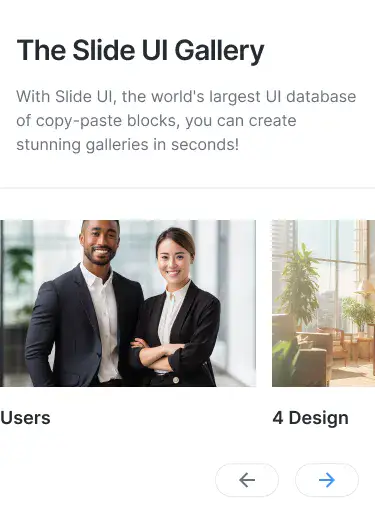 The Slide UI Gallery
With Slide UI, the world's largest UI database
of copy-paste blocks, you can create
stunning galleries in seconds!
Users
4 Design